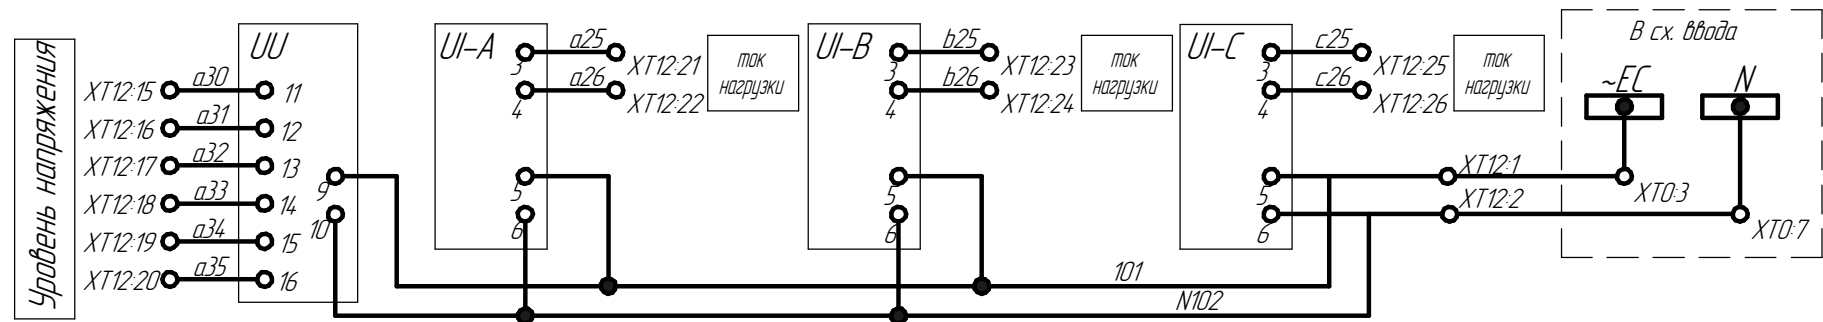 Уровень напряжения
UU
XT12:15 a30 11
XT12:16 a31 12
XT12:17 a32 13
XT12:18 a33 14
XT12:19 a34 15
XT12:20 a35 16
9
10
UI-A
3 a25 XT12:21
4 a26 XT12:22
5
6
ток
нагрузки
UI-B
3 b25 XT12:23
4 b26 XT12:24
5
6
ток
нагрузки
UI-C
3 c25 XT12:25
4 c26 XT12:26
5
6
ток
нагрузки
XT12:1
XT12:2
101
N102
В сх. ввода
~EC
N
XT0:3
XT0:7